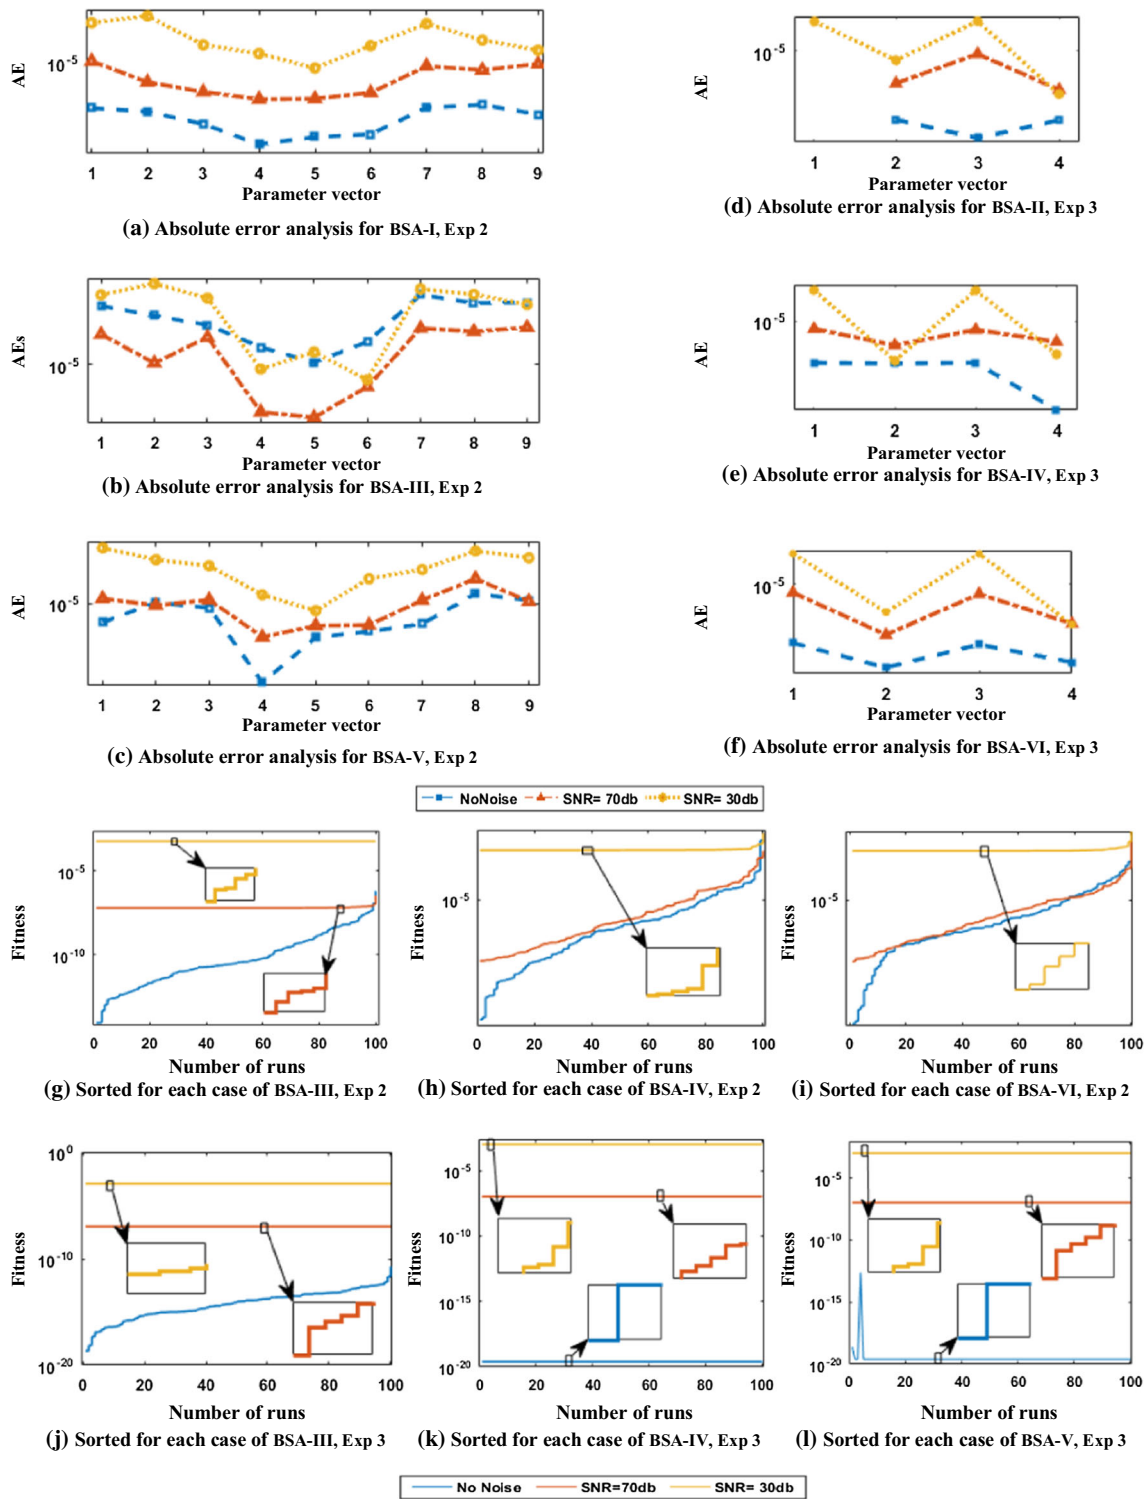 AE
10^-5
1 2 3 4 5 6 7 8 9
Parameter vector
(a) Absolute error analysis for BSA-I, Exp 2
AE
10^-5
1 2 3 4
Parameter vector
(d) Absolute error analysis for BSA-II, Exp 3
AEs
10^-5
1 2 3 4 5 6 7 8 9
Parameter vector
(b) Absolute error analysis for BSA-III, Exp 2
AE
10^-5
1 2 3 4
Parameter vector
(e) Absolute error analysis for BSA-IV, Exp 3
AE
10^-5
1 2 3 4 5 6 7 8 9
Parameter vector
(c) Absolute error analysis for BSA-V, Exp 2
AE
10^-5
1 2 3 4
Parameter vector
(f) Absolute error analysis for BSA-VI, Exp 3
NoNoise SNR= 70db SNR= 30db
Fitness
10^-5
10^-10
0 20 40 60 80 100
Number of runs
(g) Sorted for each case of BSA-III, Exp 2
Fitness
10^-5
0 20 40 60 80 100
Number of runs
(h) Sorted for each case of BSA-IV, Exp 2
Fitness
10^-5
0 20 40 60 80 100
Number of runs
(i) Sorted for each case of BSA-VI, Exp 2
Fitness
10^0
10^-10
10^-20
0 20 40 60 80 100
Number of runs
(j) Sorted for each case of BSA-III, Exp 3
Fitness
10^-5
10^-10
10^-15
10^-20
0 20 40 60 80 100
Number of runs
(k) Sorted for each case of BSA-IV, Exp 3
Fitness
10^-5
10^-10
10^-15
10^-20
0 20 40 60 80 100
Number of runs
(l) Sorted for each case of BSA-V, Exp 3
No Noise SNR=70db SNR= 30db